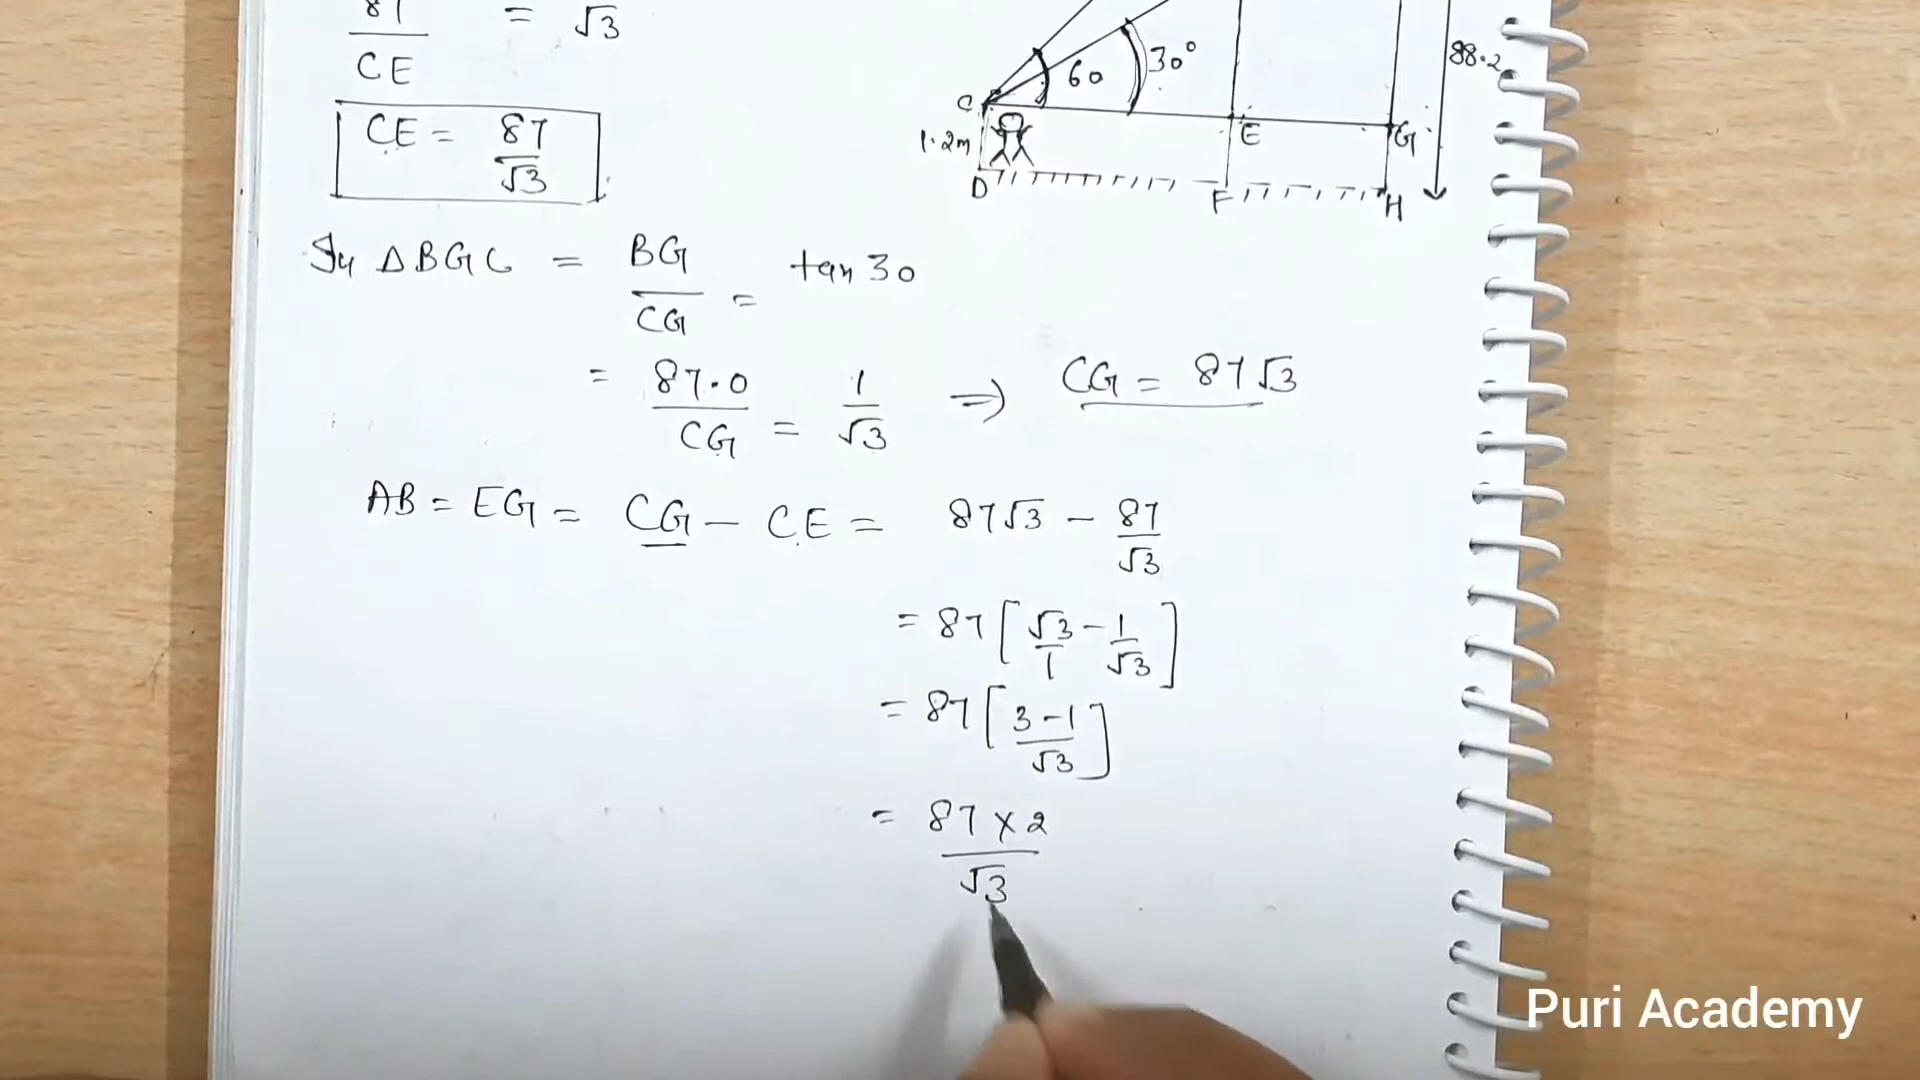 87/CE = √3
CE = 87/√3
60 30°
88.2
C E G
1.2m
D F H
In ΔBGC = BG/CG = tan 30
= 87.0/CG = 1/√3 ⇒ CG = 87√3
AB = EG = CG - CE = 87√3 - 87/√3
= 87 [√3/1 - 1/√3]
= 87 [3-1/√3]
= 87 × 2/√3
Puri Academy